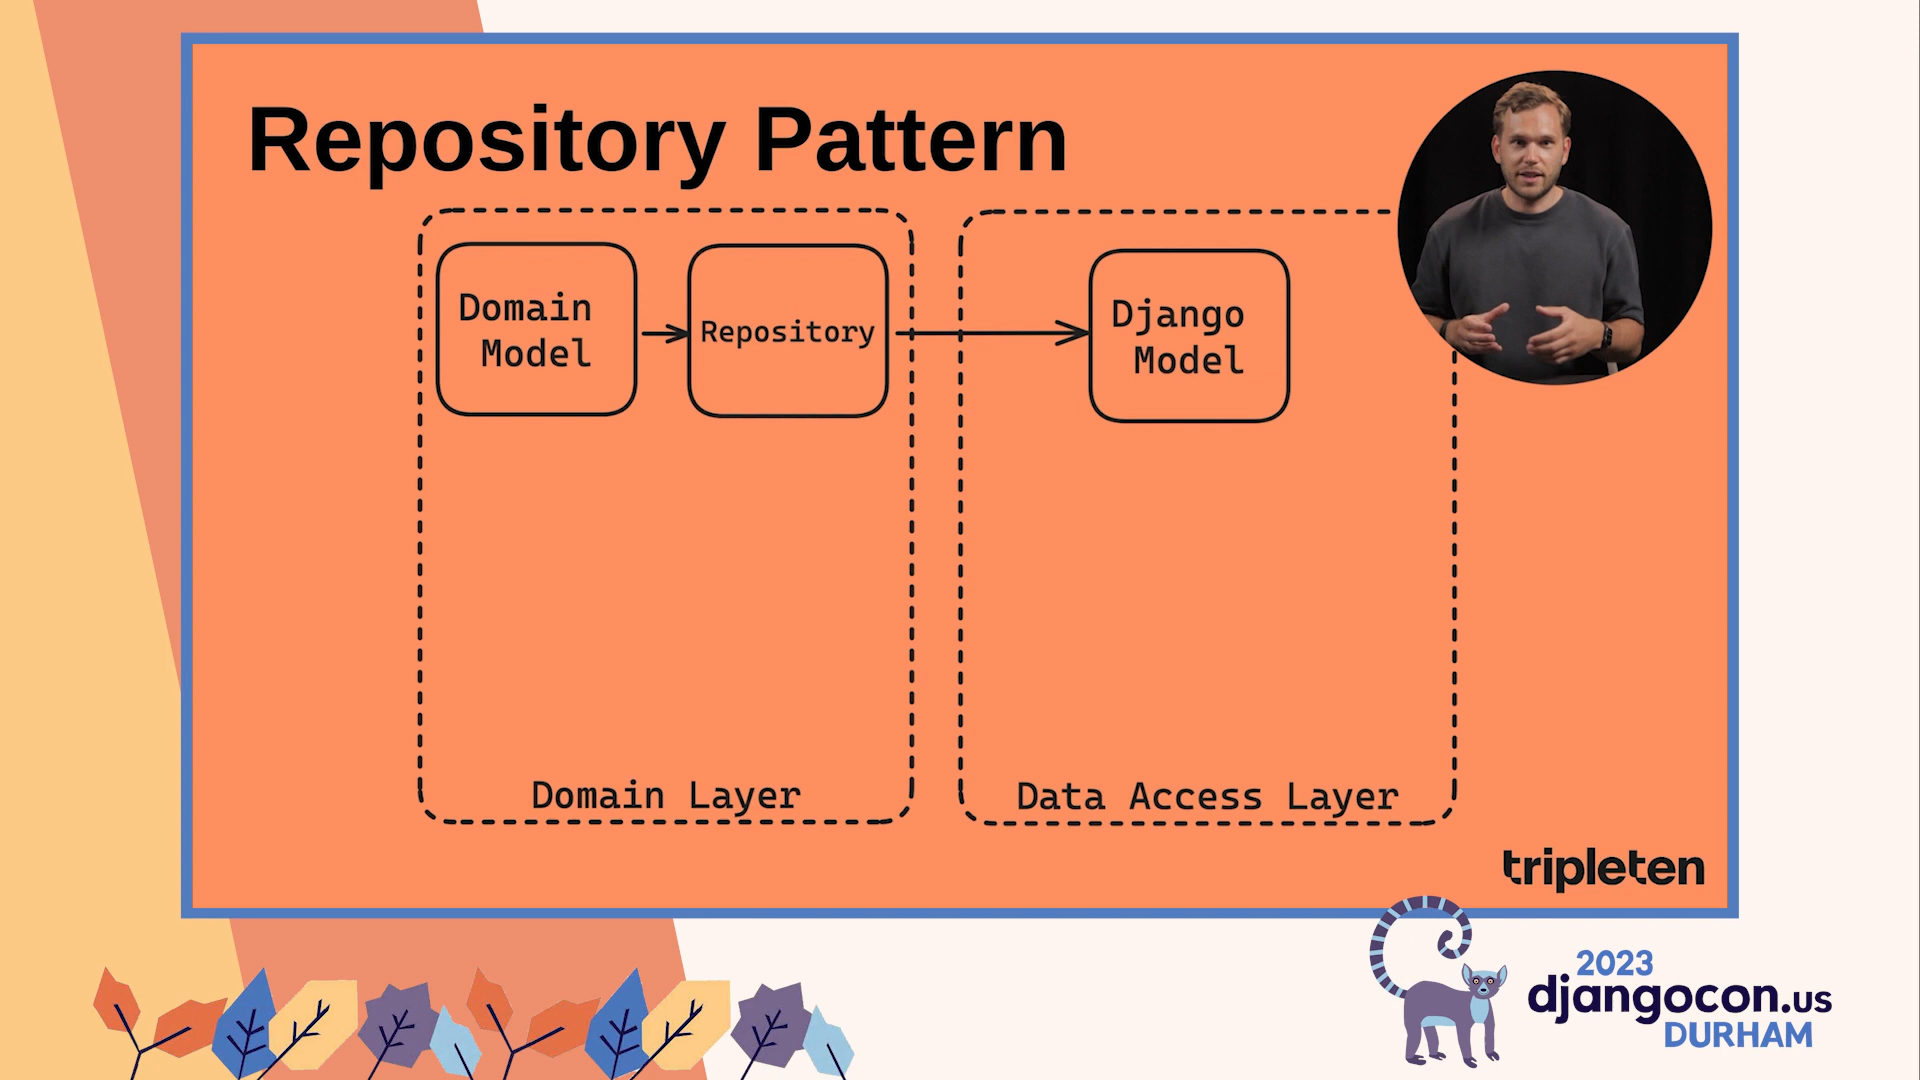 Repository Pattern
Domain
Model
Repository
Django
Model
Domain Layer
Data Access Layer
tripleten
2023
djangocon.us
DURHAM